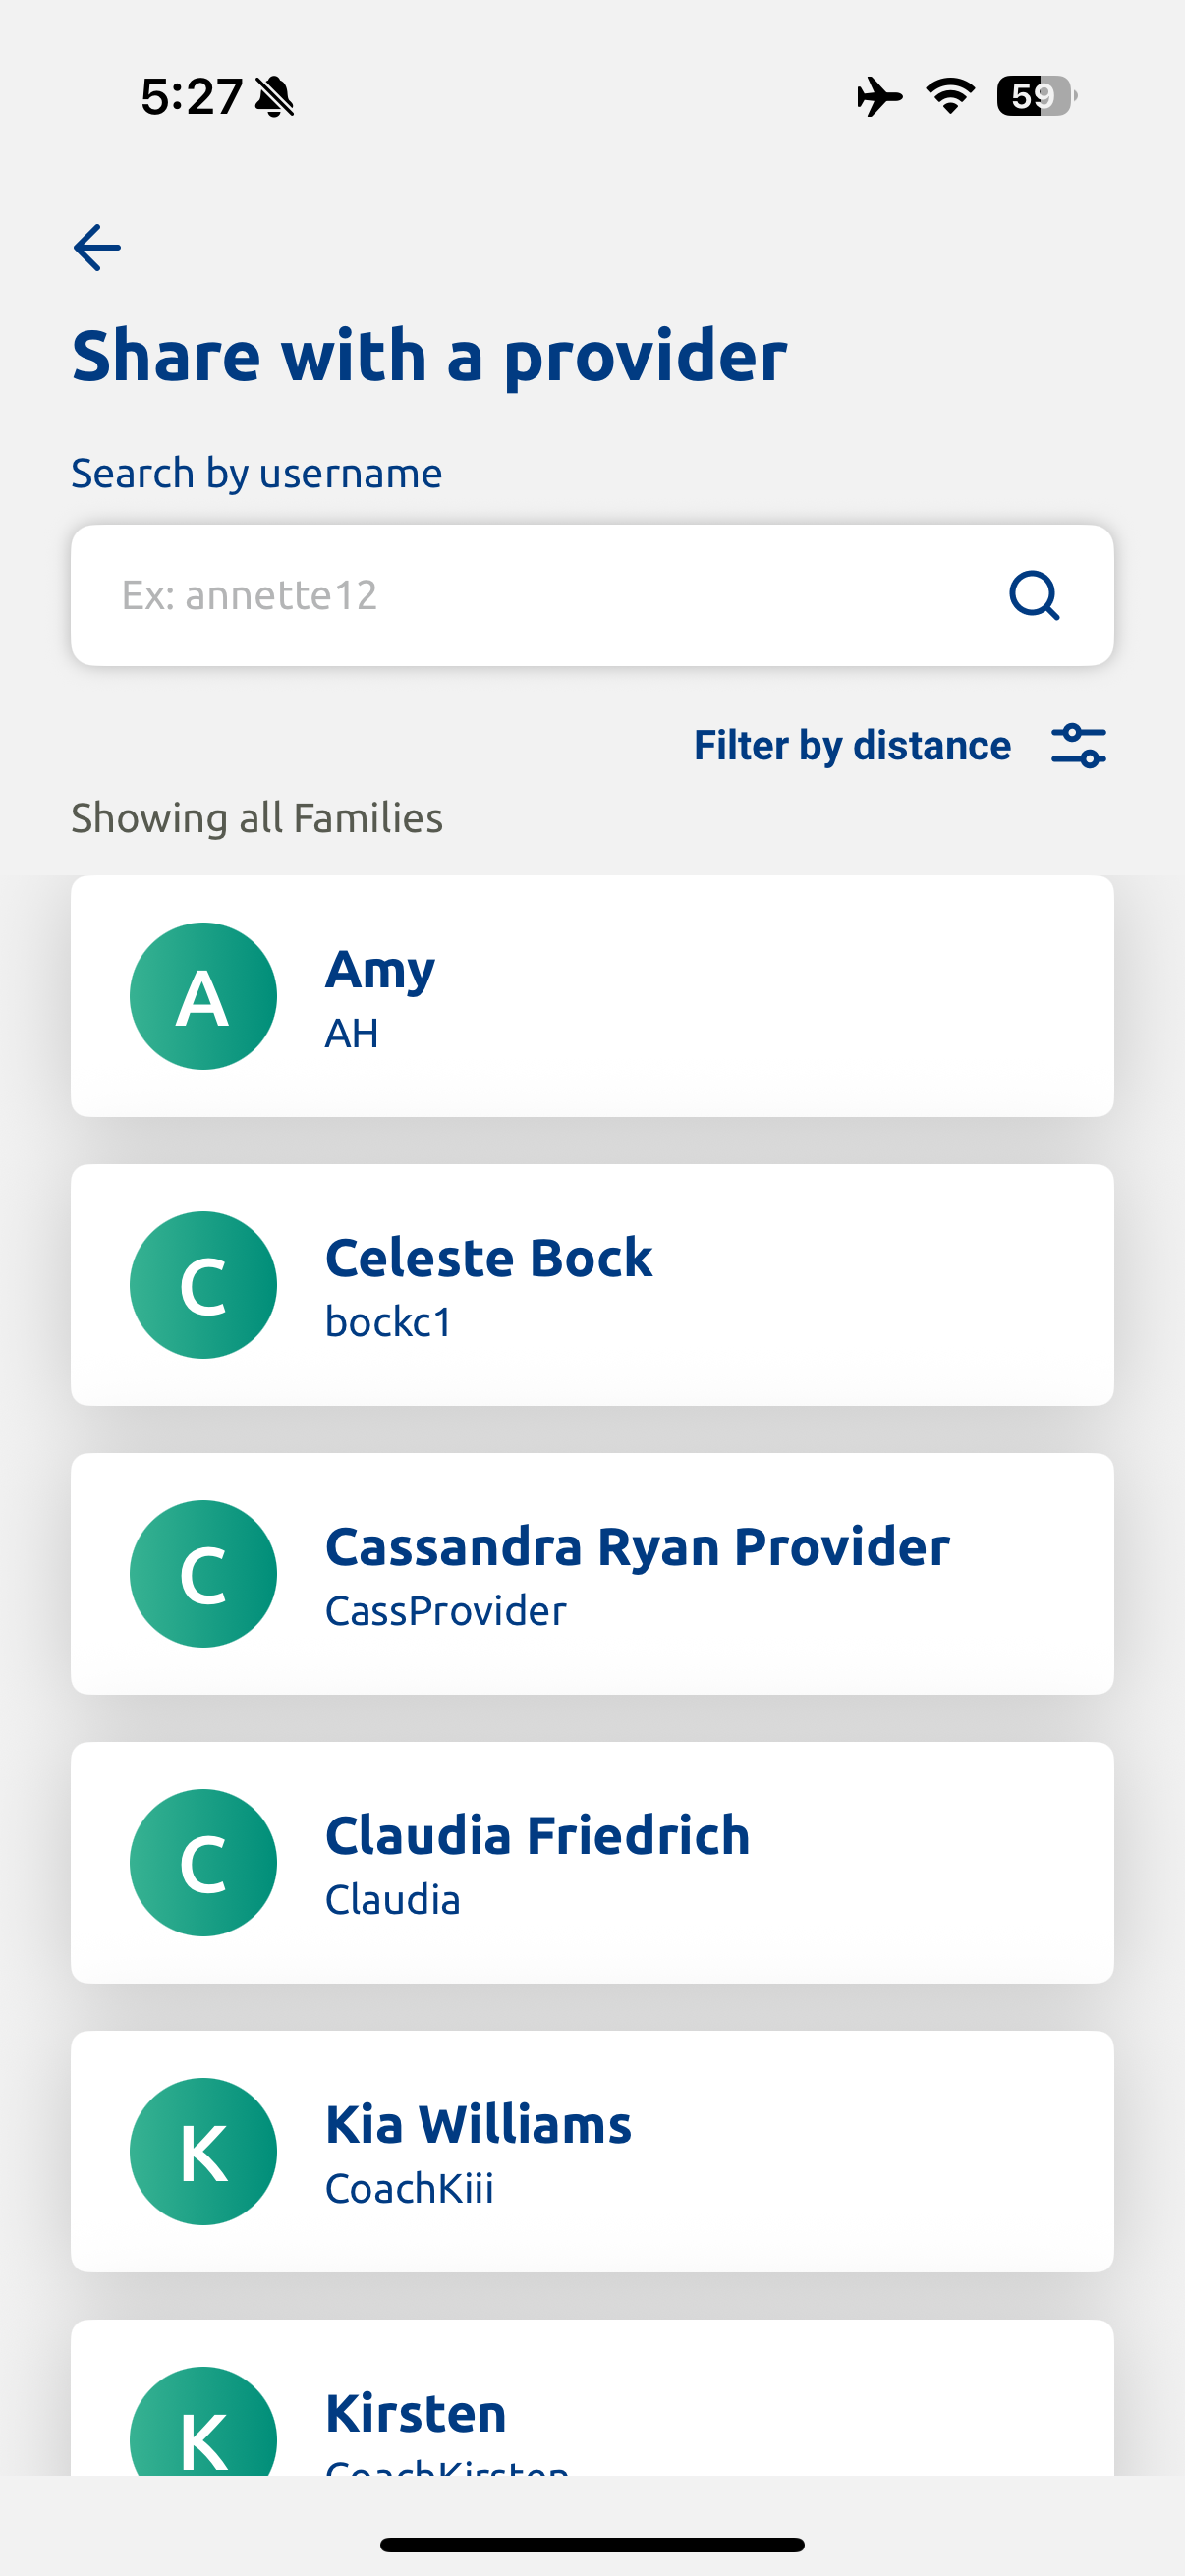 5:27
59
Share with a provider
Search by username
Ex: annette12
Filter by distance
Showing all Families
A
Amy
AH
C
Celeste Bock
bockc1
C
Cassandra Ryan Provider
CassProvider
C
Claudia Friedrich
Claudia
K
Kia Williams
CoachKiii
K
Kirsten
CoachKirsten